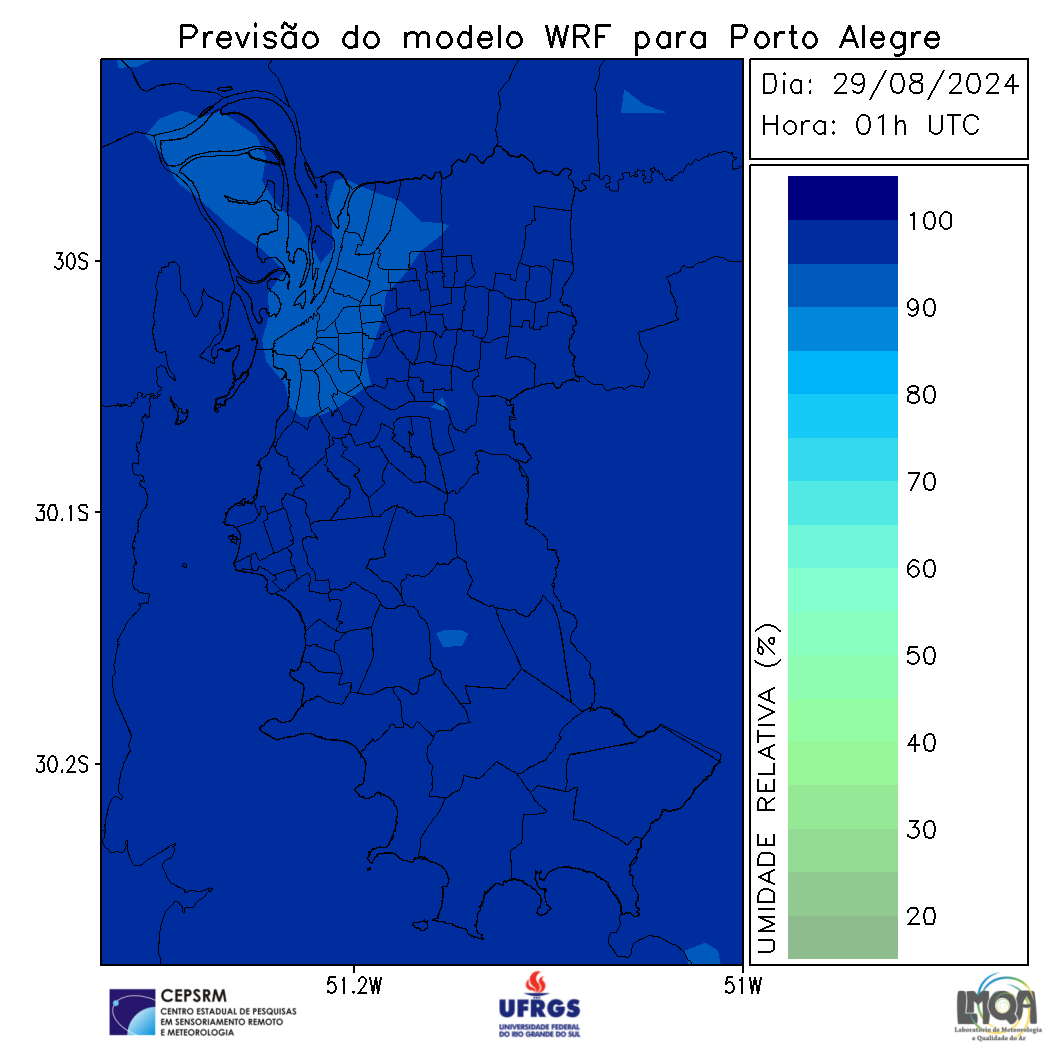 Previsão do modelo WRF para Porto Alegre
Dia: 29/08/2024
Hora: 01h UTC
30S
30.1S
30.2S
51.2W
51W
100
90
80
70
60
50
40
30
20
UMIDADE RELATIVA (%)
CEPSRM
CENTRO ESTADUAL DE PESQUISAS
EM SENSORIAMENTO REMOTO
E METEOROLOGIA
UFRGS
UNIVERSIDADE FEDERAL
DO RIO GRANDE DO SUL
LMQA
Laboratório de Meteorologia
e Qualidade do Ar